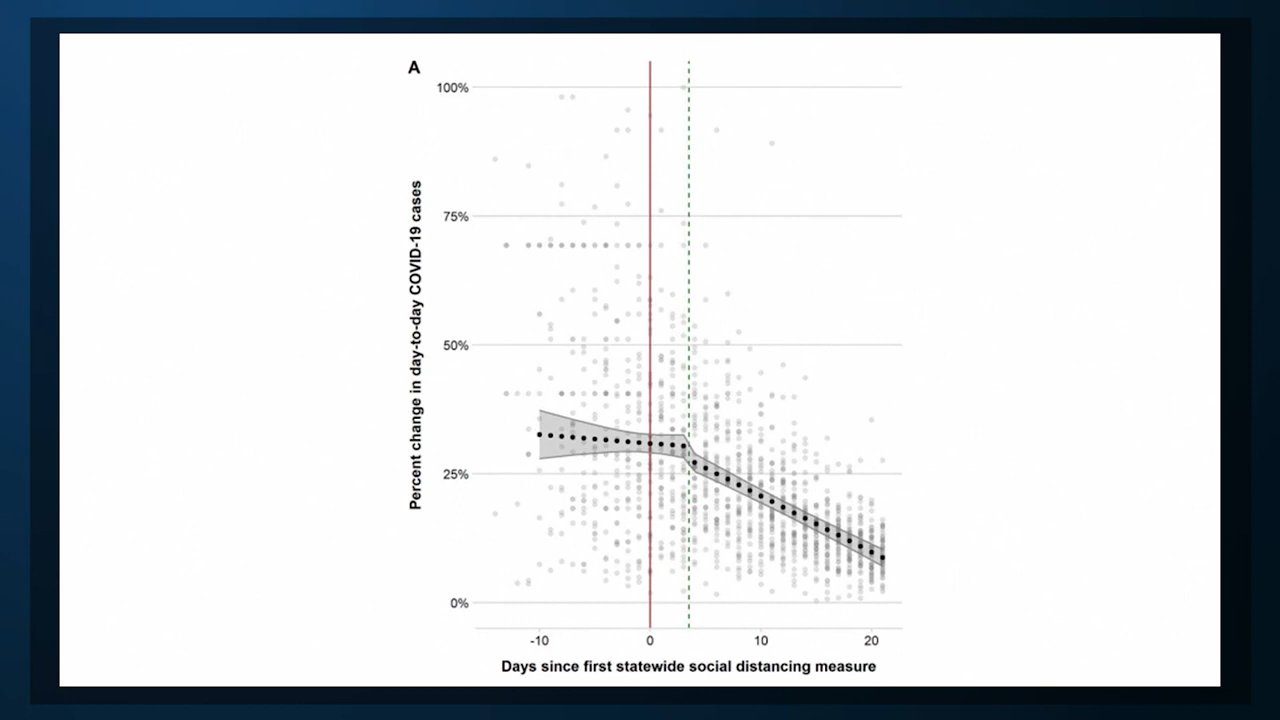 A
100%
75%
50%
25%
0%
Percent change in day-to-day COVID-19 cases
-10 0 10 20
Days since first statewide social distancing measure